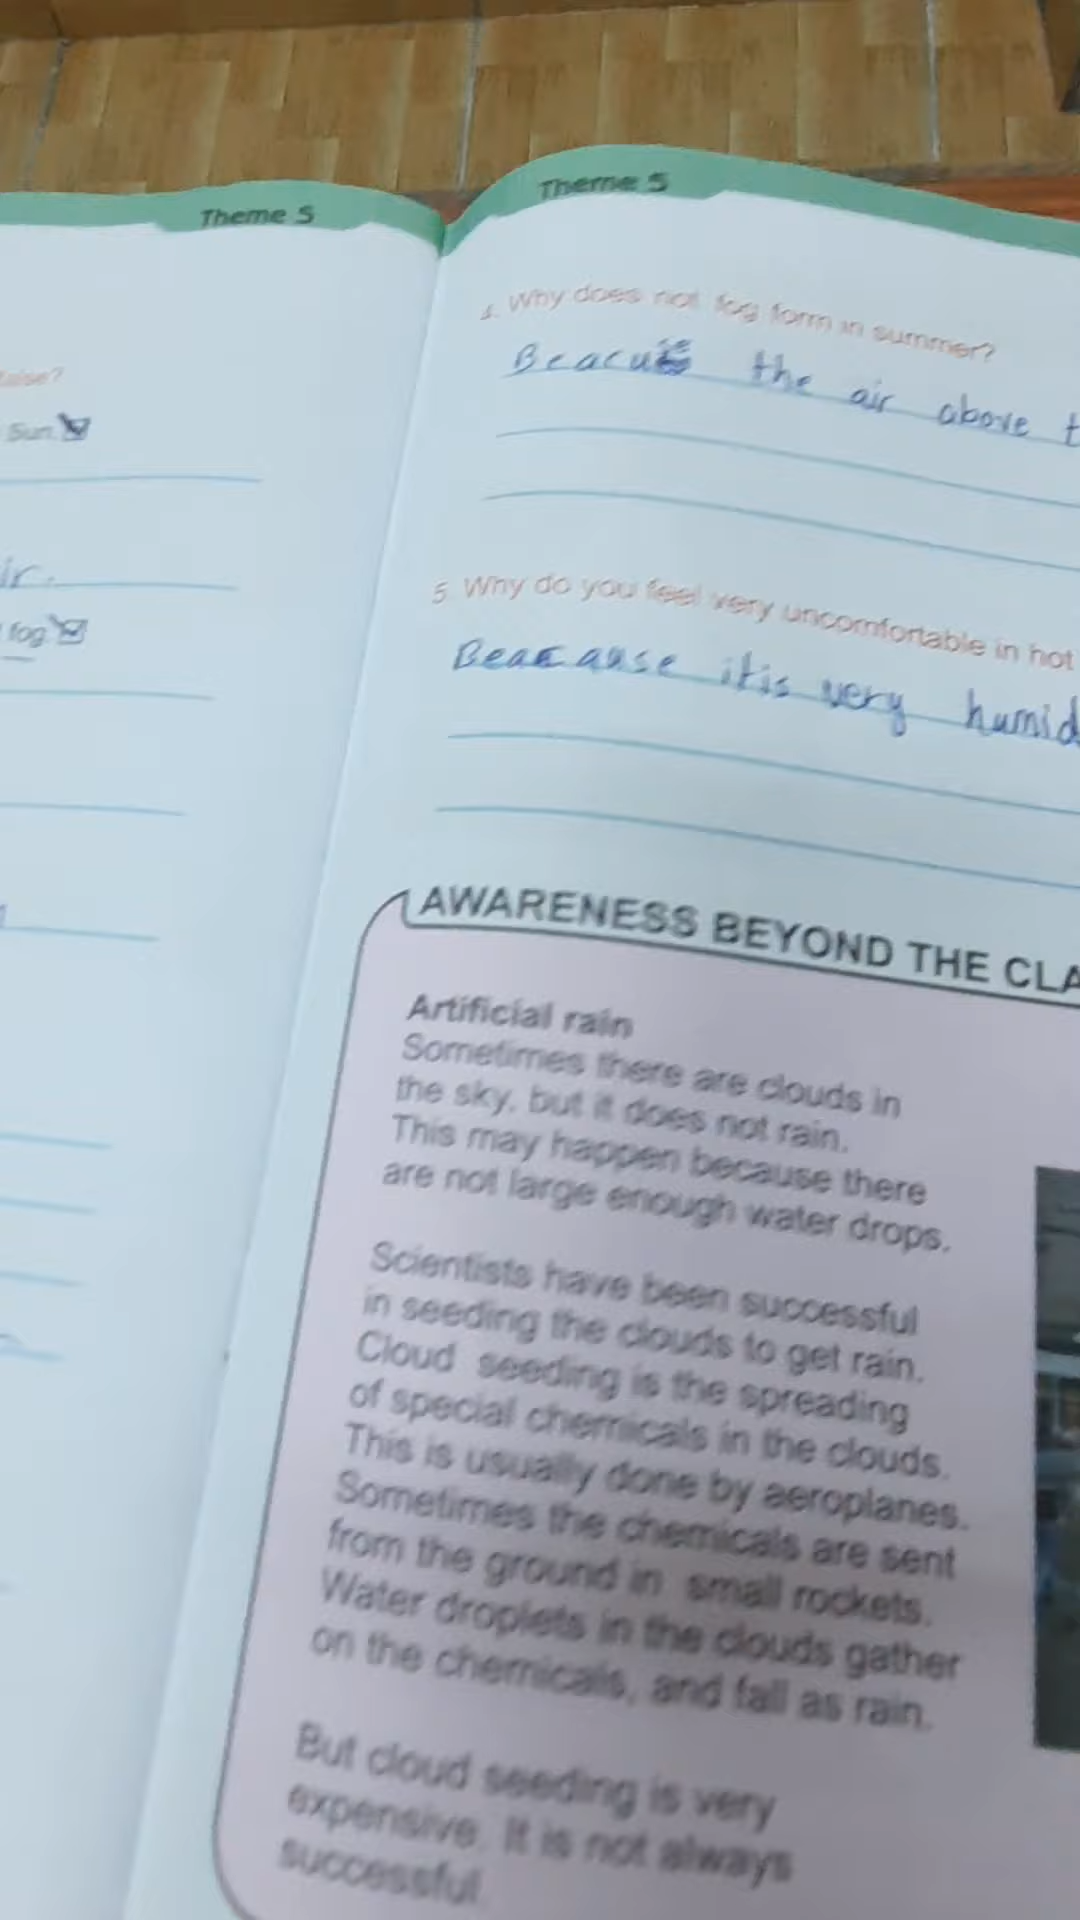 Theme 5
Sun
ir.
fog
Theme 5
4. Why does not fog form in summer?
Beacuse the air above t
5. Why do you feel very uncomfortable in hot
Beacause itis very humid
AWARENESS BEYOND THE CLA
Artificial rain
Sometimes there are clouds in
the sky, but it does not rain.
This may happen because there
are not large enough water drops.
Scientists have been successful
in seeding the clouds to get rain.
Cloud seeding is the spreading
of special chemicals in the clouds.
This is usually done by aeroplanes.
Sometimes the chemicals are sent
from the ground in small rockets.
Water droplets in the clouds gather
on the chemicals, and fall as rain.
But cloud seeding is very
expensive. It is not always
successful.